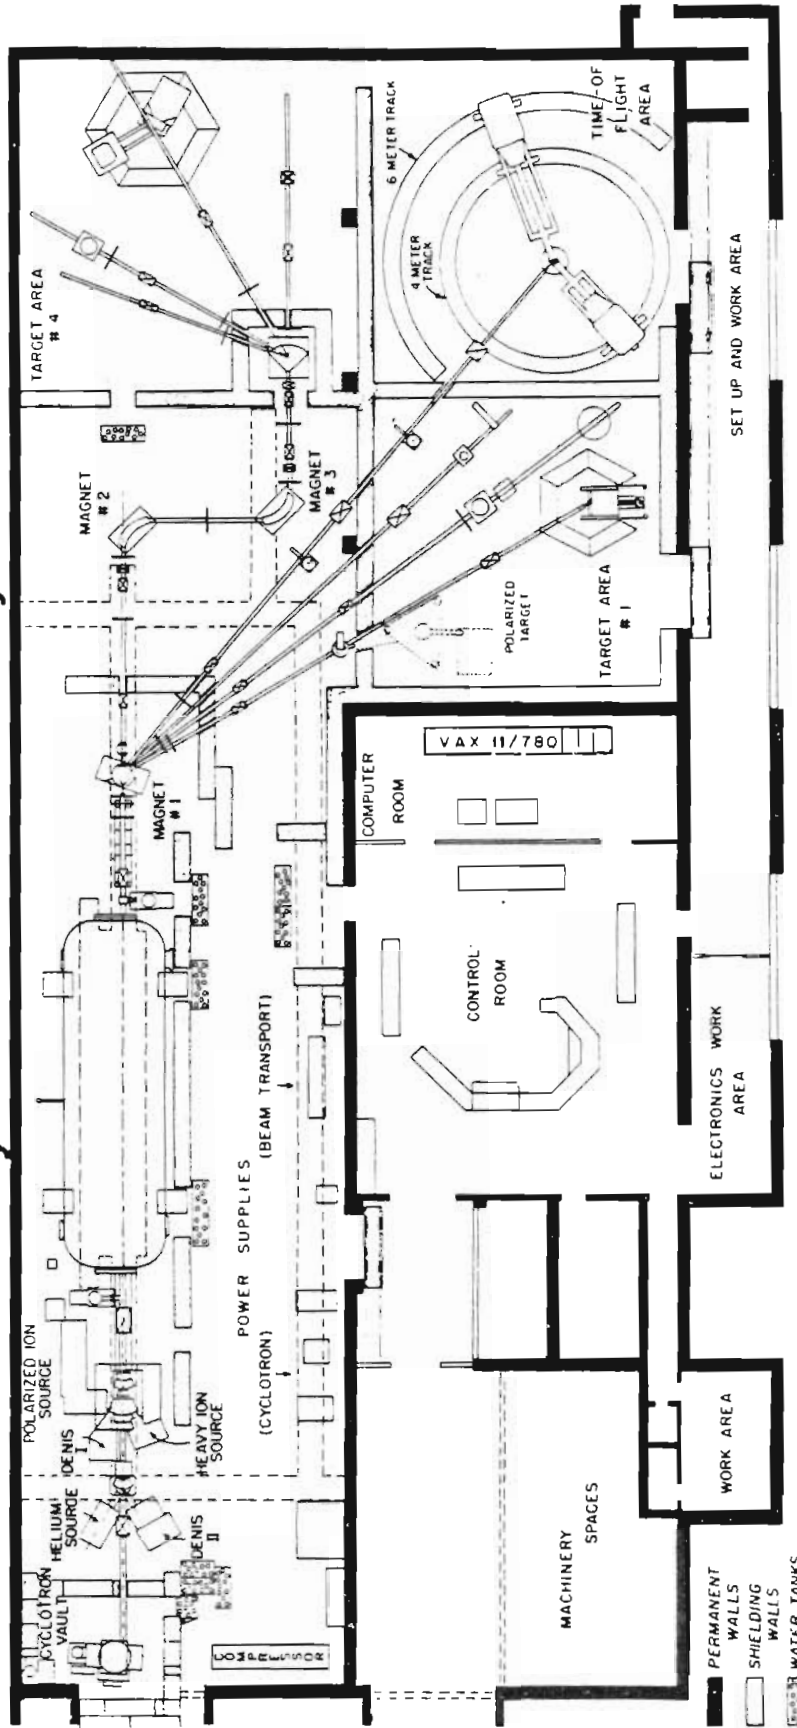 TARGET AREA
# 4
6 METER TRACK
4 METER
TRACK
TIME-OF
FLIGHT
AREA
MAGNET
#2
MAGNET
# 3
SET UP AND WORK AREA
POLARIZED
TARGET
TARGET AREA
# 1
MAGNET
# 1
COMPUTER
ROOM
VAX 11/780
CONTROL
ROOM
ELECTRONICS WORK
AREA
POWER SUPPLIES
(BEAM TRANSPORT)
(CYCLOTRON)
POLARIZED ION
SOURCE
DENIS
I
HEAVY ION
SOURCE
HELIUM
SOURCE
DENIS
II
CYCLOTRON
VAULT
COMPRESSOR
MACHINERY
SPACES
WORK AREA
PERMANENT
WALLS
SHIELDING
WALLS
WATER TANKS